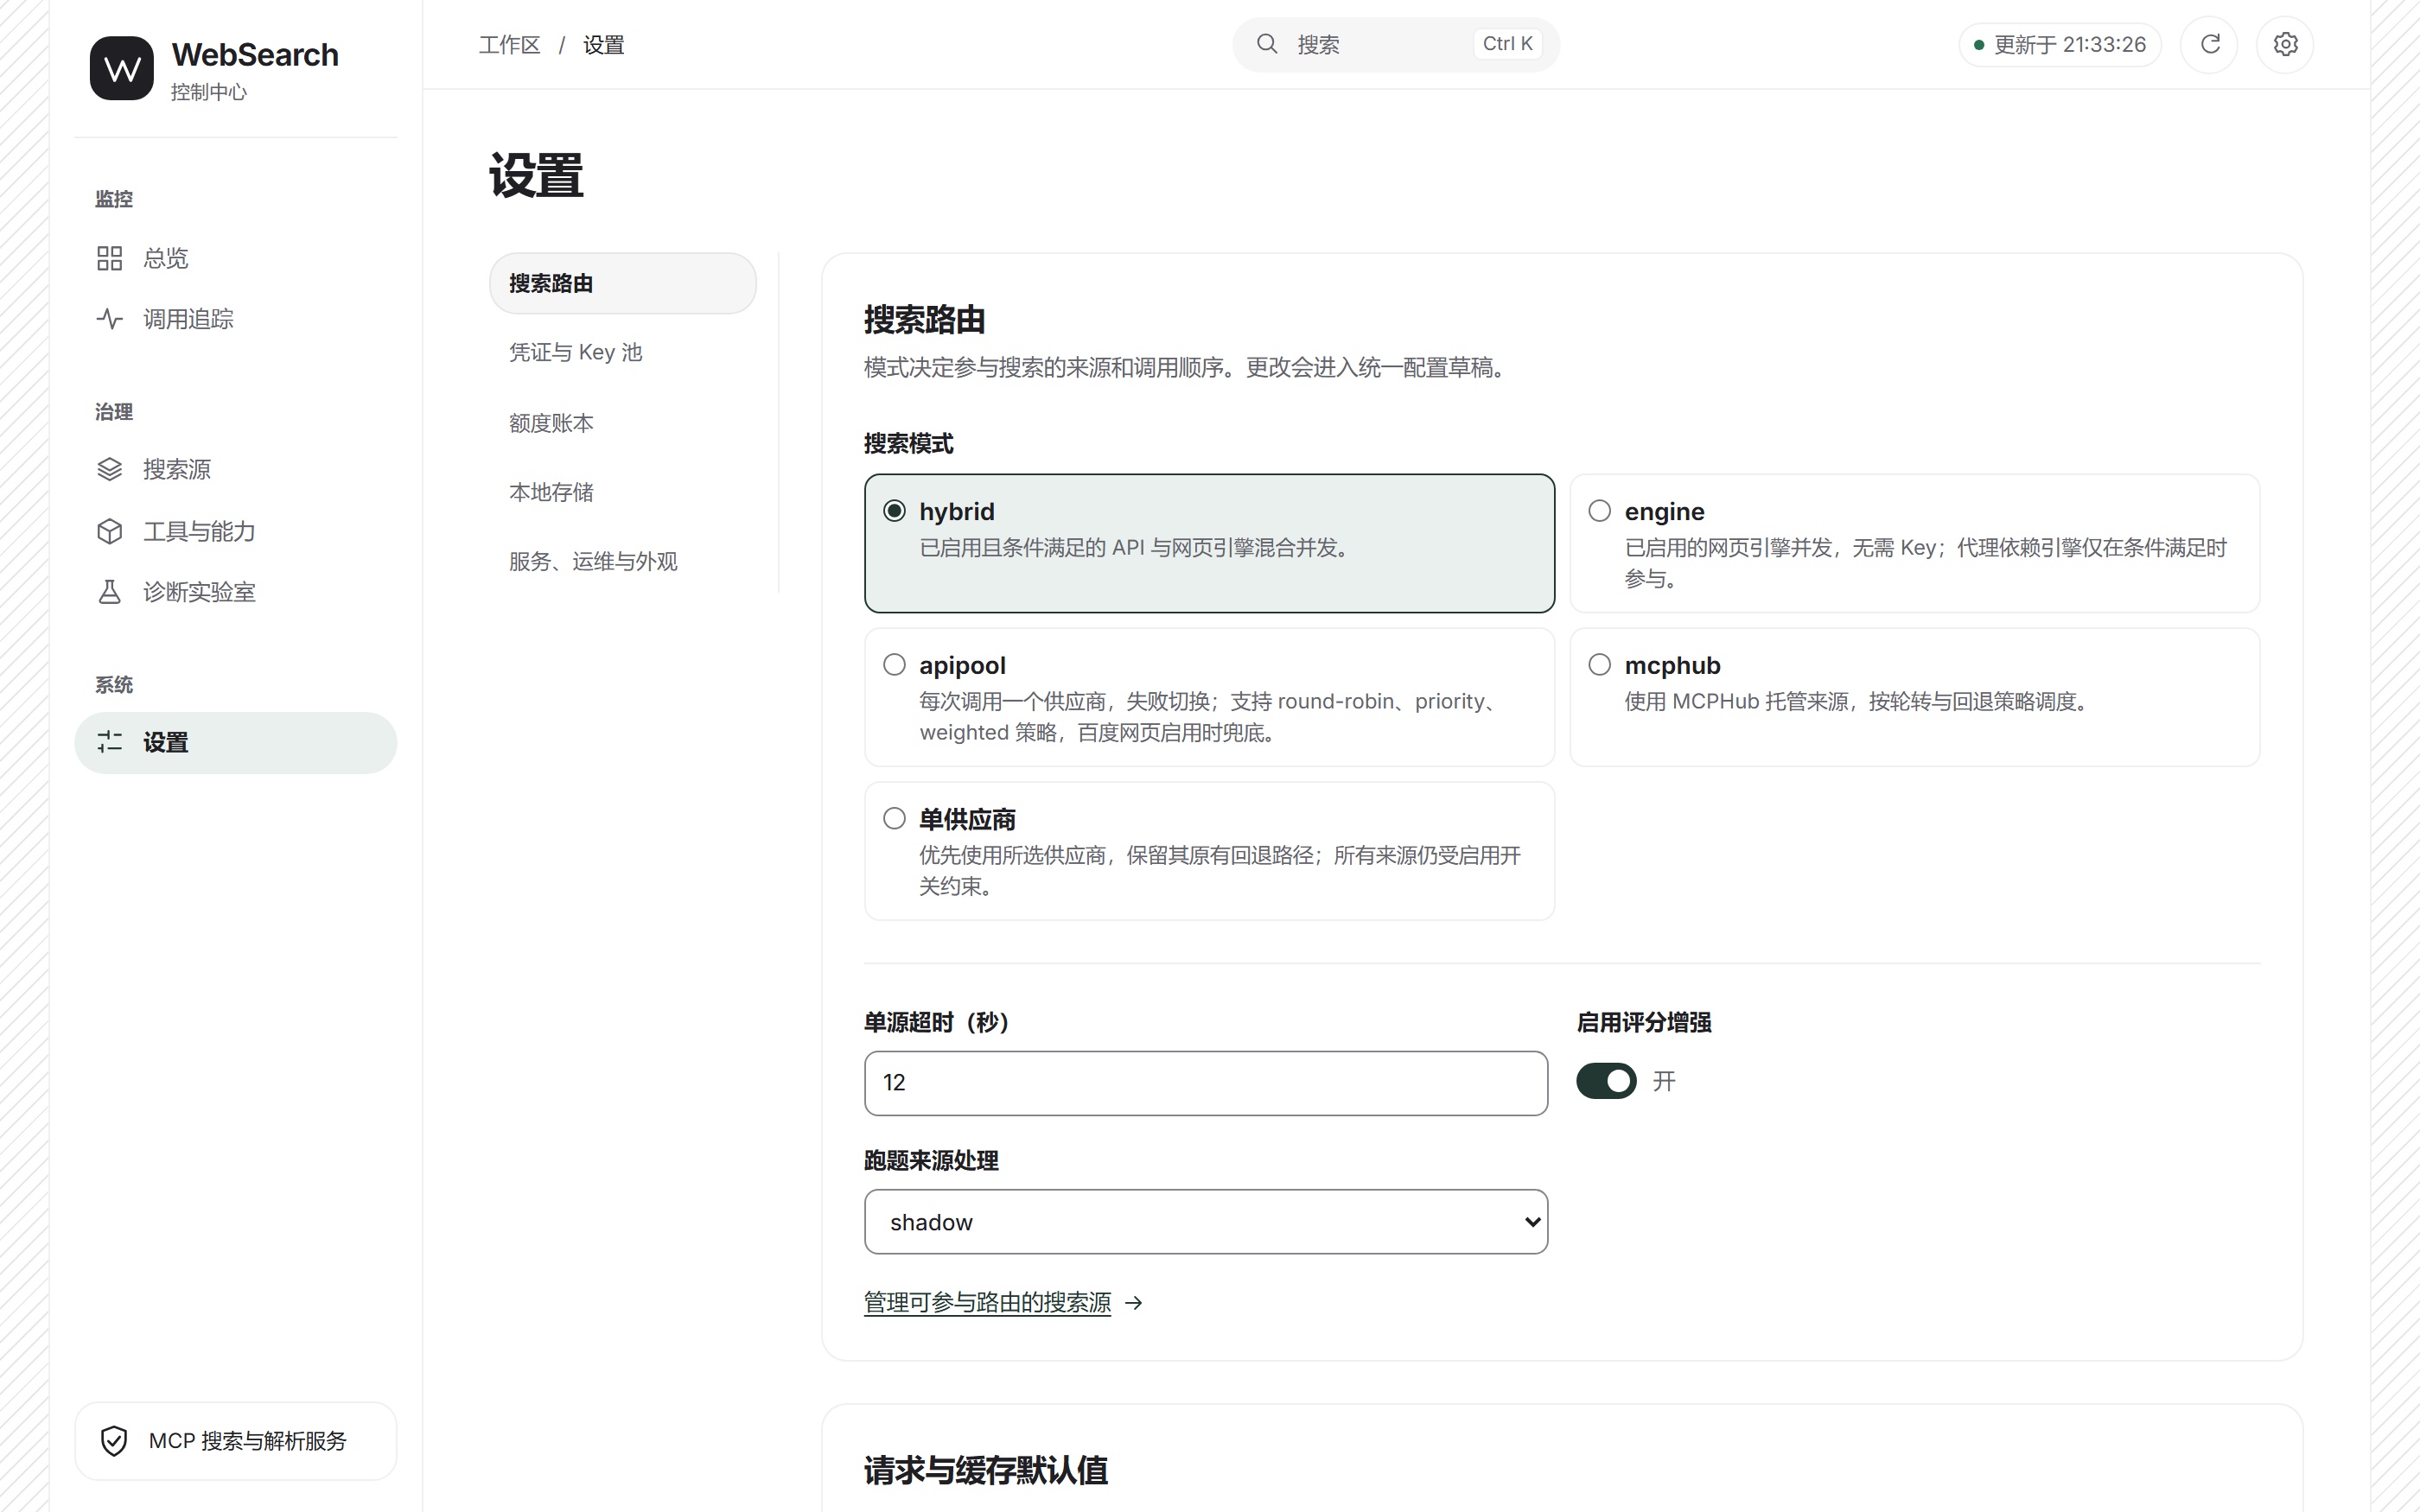 WebSearch
控制中心
监控
总览
调用追踪
治理
搜索源
工具与能力
诊断实验室
系统
设置
MCP 搜索与解析服务
工作区 / 设置
搜索 Ctrl K
更新于 21:33:26
设置
搜索路由
凭证与 Key 池
额度账本
本地存储
服务、运维与外观
搜索路由
模式决定参与搜索的来源和调用顺序。更改会进入统一配置草稿。
搜索模式
hybrid
已启用且条件满足的 API 与网页引擎混合并发。
engine
已启用的网页引擎并发，无需 Key；代理依赖引擎仅在条件满足时
参与。
apipool
每次调用一个供应商，失败切换；支持 round-robin、priority、
weighted 策略，百度网页启用时兜底。
mcphub
使用 MCPHub 托管来源，按轮转与回退策略调度。
单供应商
优先使用所选供应商，保留其原有回退路径；所有来源仍受启用开
关约束。
单源超时（秒）
12
启用评分增强
开
跑题来源处理
shadow
管理可参与路由的搜索源 →
请求与缓存默认值